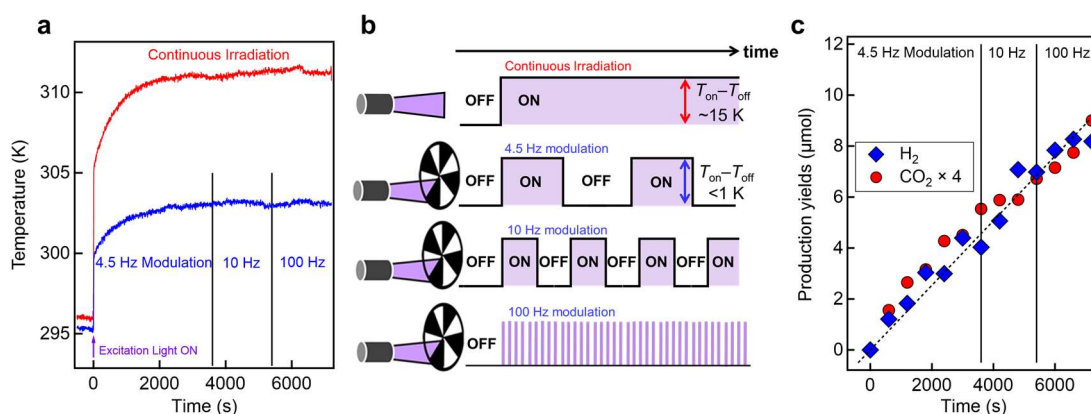 a
Continuous Irradiation
4.5 Hz Modulation
10 Hz
100 Hz
Excitation Light ON
Temperature (K)
310
305
300
295
0
2000
4000
6000
Time (s)
b
time
Continuous Irradiation
OFF
ON
Ton–Toff
~15 K
4.5 Hz modulation
OFF
ON
OFF
ON
Ton–Toff
<1 K
10 Hz modulation
OFF
ON
OFF
ON
OFF
ON
OFF
ON
100 Hz modulation
OFF
c
4.5 Hz Modulation
10 Hz
100 Hz
H2
CO2 × 4
Production yields (μmol)
12
10
8
6
4
2
0
0
2000
4000
6000
Time (s)